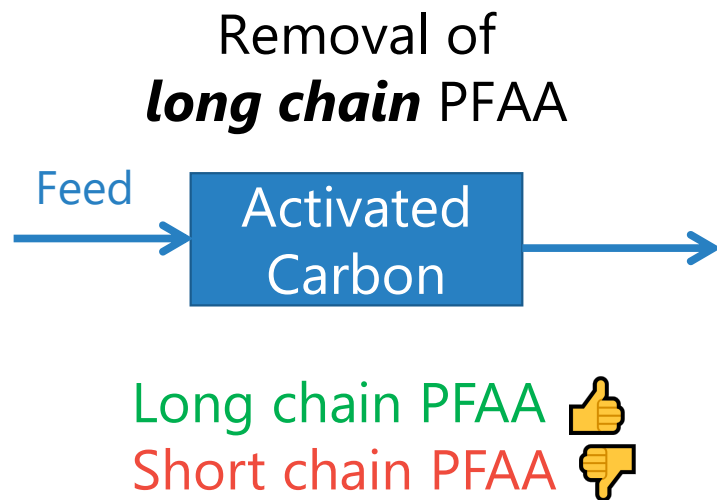 Removal of
long chain PFAA
Feed
Activated
Carbon
Long chain PFAA 👍
Short chain PFAA 👎